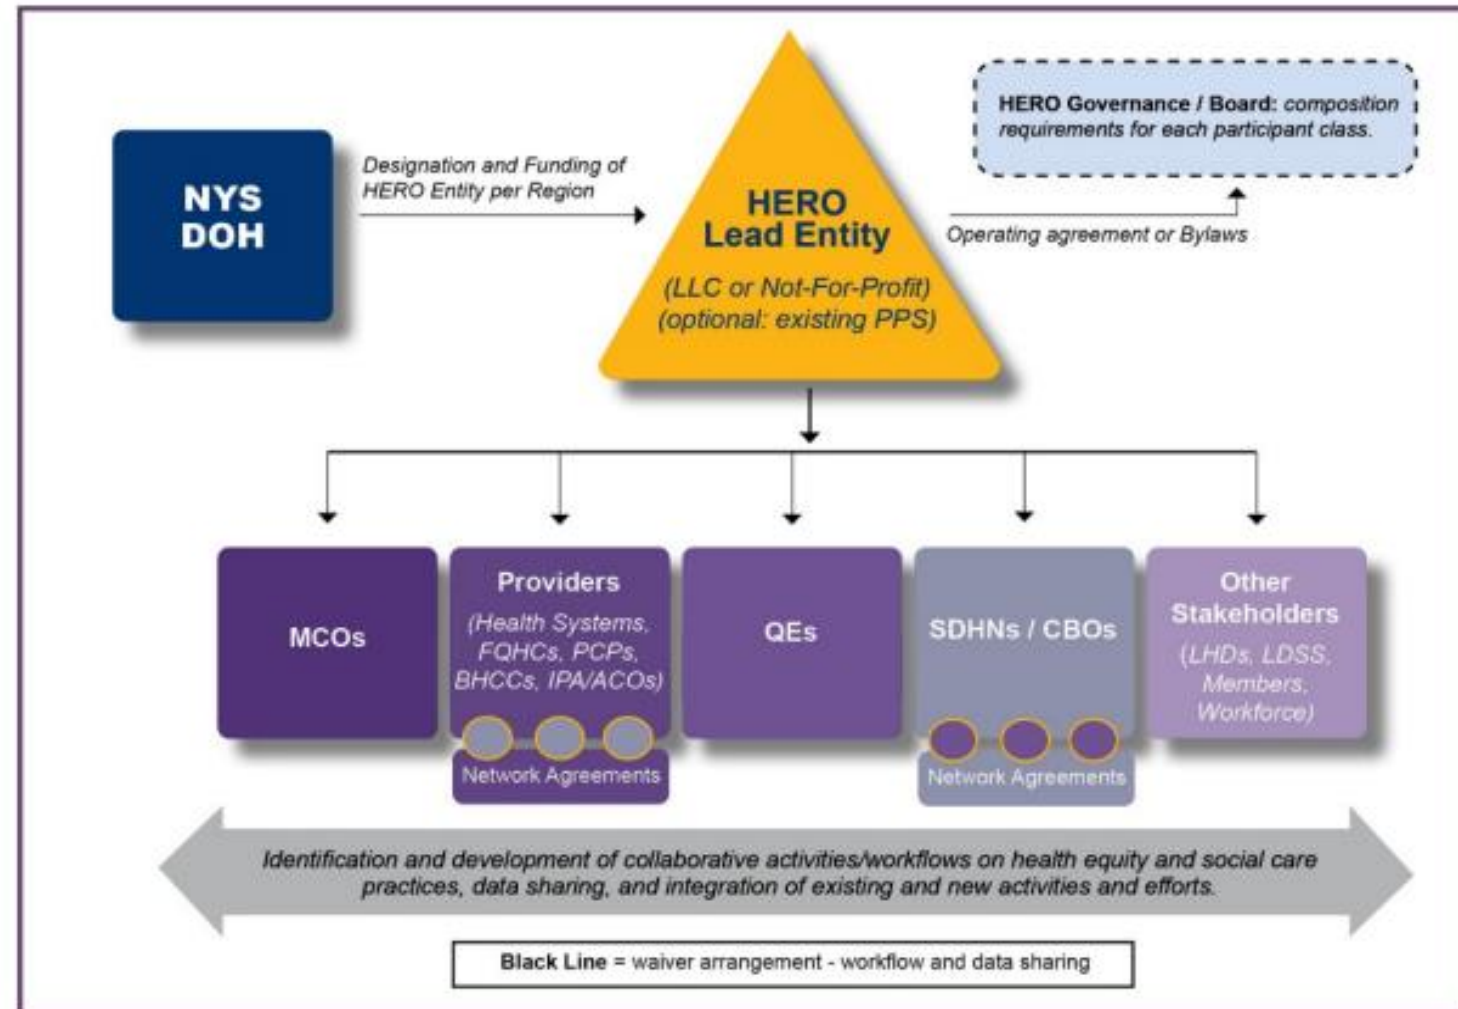 NYS
DOH
Designation and Funding of
HERO Entity per Region
HERO
Lead Entity
(LLC or Not-For-Profit)
(optional: existing PPS)
HERO Governance / Board: composition
requirements for each participant class.
Operating agreement or Bylaws
MCOs
Providers
(Health Systems,
FQHCs, PCPs,
BHCCs, IPA/ACOs)
Network Agreements
QEs
SDHNs / CBOs
Network Agreements
Other
Stakeholders
(LHDs, LDSS,
Members,
Workforce)
Identification and development of collaborative activities/workflows on health equity and social care
practices, data sharing, and integration of existing and new activities and efforts.
Black Line = waiver arrangement - workflow and data sharing